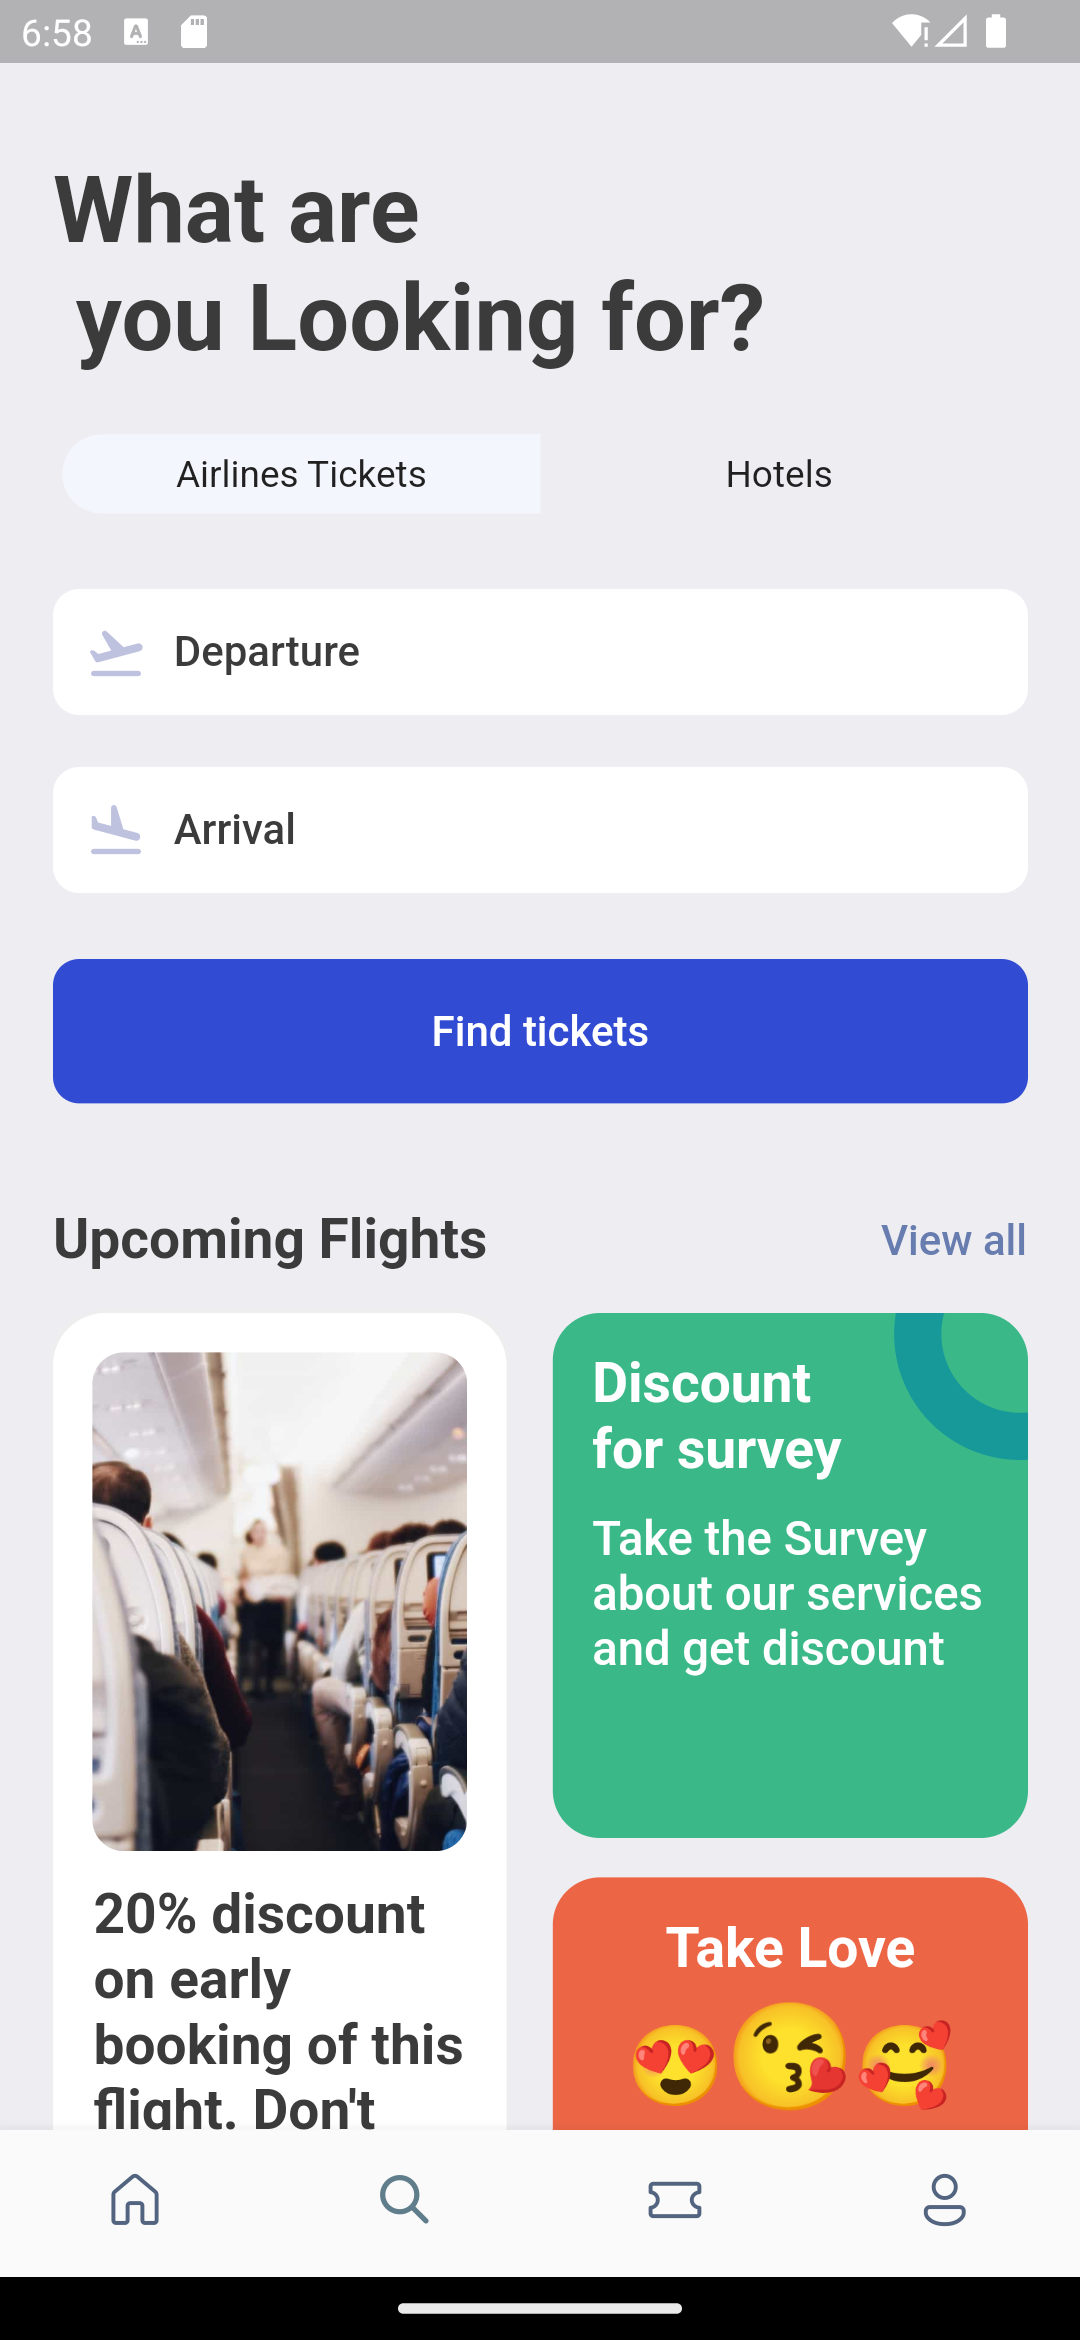 6:58
What are
you Looking for?
Airlines Tickets
Hotels
Departure
Arrival
Find tickets
Upcoming Flights
View all
20% discount
on early
booking of this
flight. Don't
Discount
for survey
Take the Survey
about our services
and get discount
Take Love
😍😘🥰